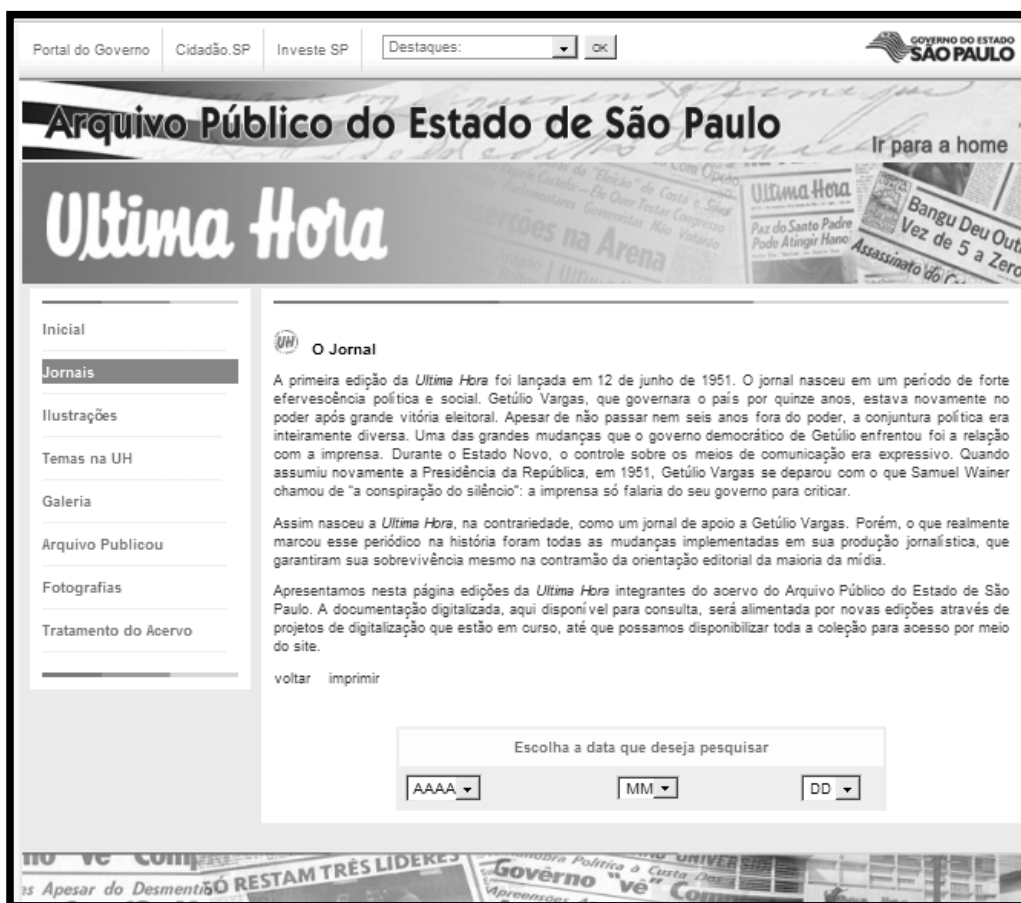 Portal do Governo Cidadão.SP Investe SP Destaques: OK GOVERNO DO ESTADO
SÃO PAULO
Arquivo Público do Estado de São Paulo
Ir para a home
Ultima Hora
Ultima Hora
Paz do Santo Padre
Pode Atingir Hanoi
Bangu Deu Out
Vez de 5 a Zero
Assassinato do
Inicial
Jornais
Ilustrações
Temas na UH
Galeria
Arquivo Publicou
Fotografias
Tratamento do Acervo
UH O Jornal
A primeira edição da Ultima Hora foi lançada em 12 de junho de 1951. O jornal nasceu em um período de forte
efervescência política e social. Getúlio Vargas, que governara o país por quinze anos, estava novamente no
poder após grande vitória eleitoral. Apesar de não passar nem seis anos fora do poder, a conjuntura política era
inteiramente diversa. Uma das grandes mudanças que o governo democrático de Getúlio enfrentou foi a relação
com a imprensa. Durante o Estado Novo, o controle sobre os meios de comunicação era expressivo. Quando
assumiu novamente a Presidência da República, em 1951, Getúlio Vargas se deparou com o que Samuel Wainer
chamou de "a conspiração do silêncio": a imprensa só falaria do seu governo para criticar.
Assim nasceu a Ultima Hora, na contrariedade, como um jornal de apoio a Getúlio Vargas. Porém, o que realmente
marcou esse periódico na história foram todas as mudanças implementadas em sua produção jornalística, que
garantiram sua sobrevivência mesmo na contramão da orientação editorial da maioria da mídia.
Apresentamos nesta página edições da Ultima Hora integrantes do acervo do Arquivo Público do Estado de São
Paulo. A documentação digitalizada, aqui disponível para consulta, será alimentada por novas edições através de
projetos de digitalização que estão em curso, até que possamos disponibilizar toda a coleção para acesso por meio
do site.
voltar imprimir
Escolha a data que deseja pesquisar
AAAA MM DD
es Apesar do Desmenti
SÓ RESTAM TRÊS LIDERES
Govêrno "vê" Com